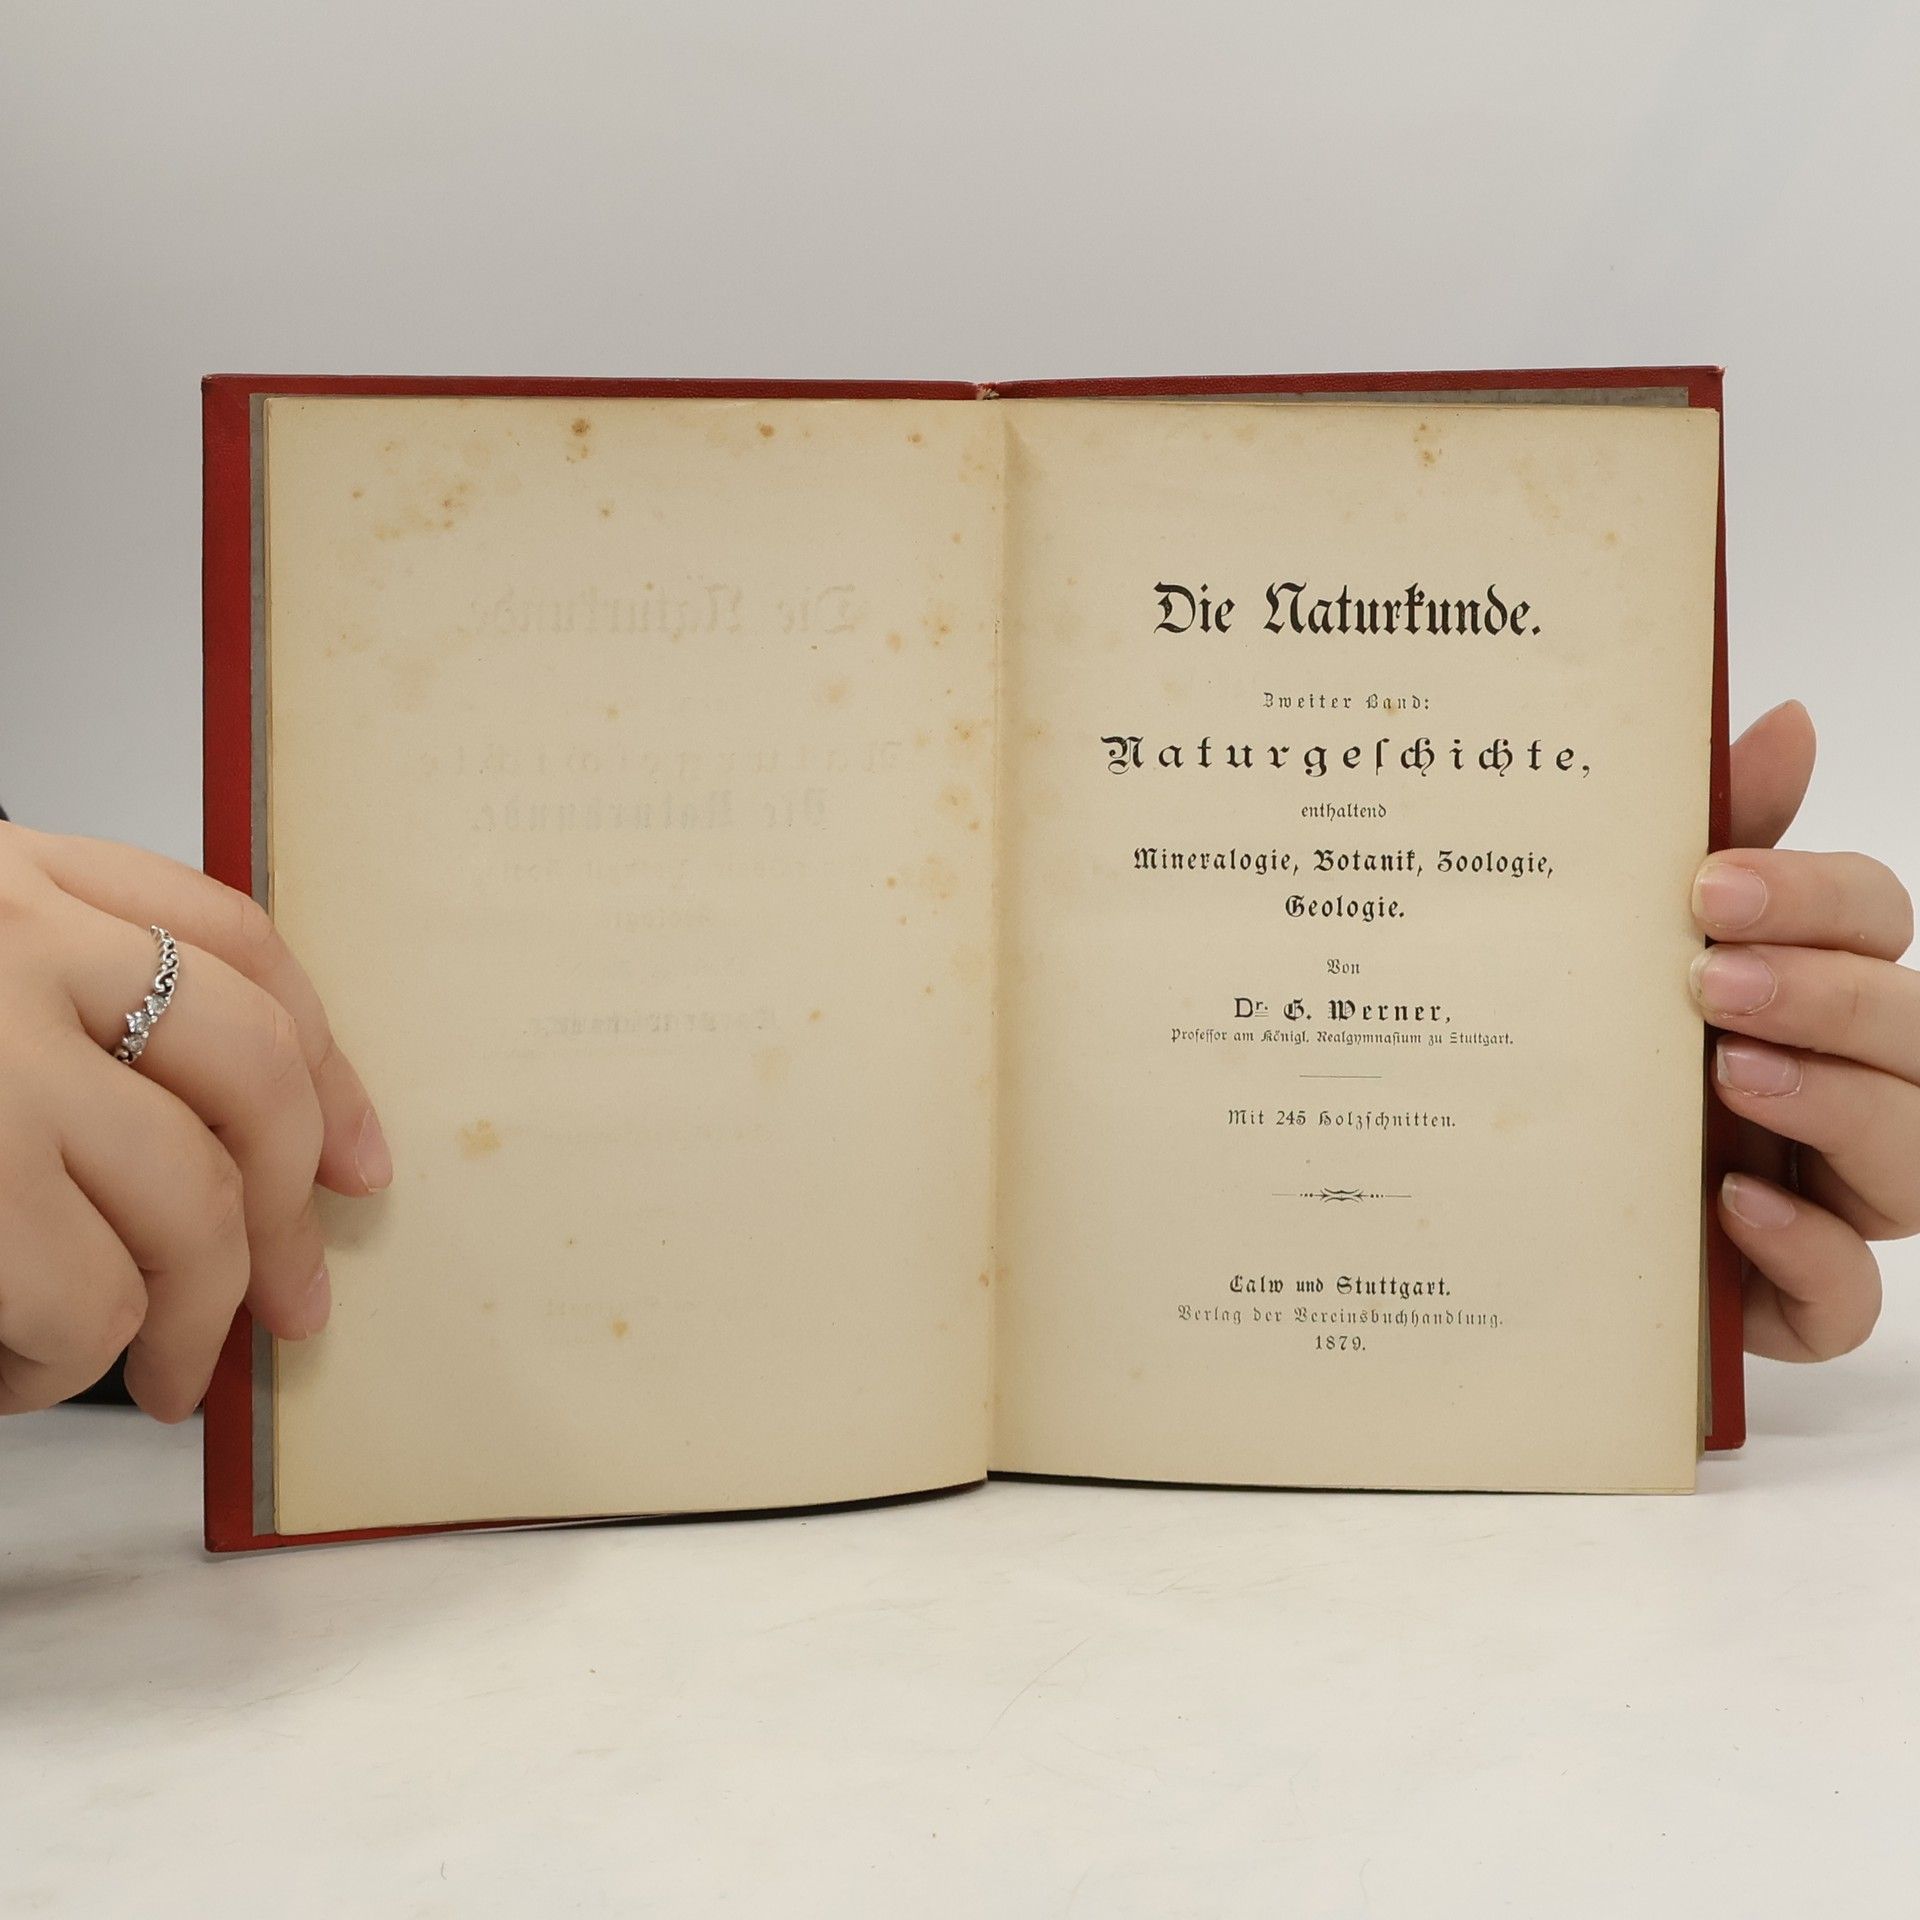 Die Naturkunde.
Zweiter Band:
Naturgeſchichte,
enthaltend
Mineralogie, Botanik, Zoologie,
Geologie.
Von
Dr. G. Werner,
Profeſſor am Königl. Realgymnaſium zu Stuttgart.
Mit 245 Holzſchnitten.
Calw und Stuttgart.
Verlag der Vereinsbuchhandlung.
1879.